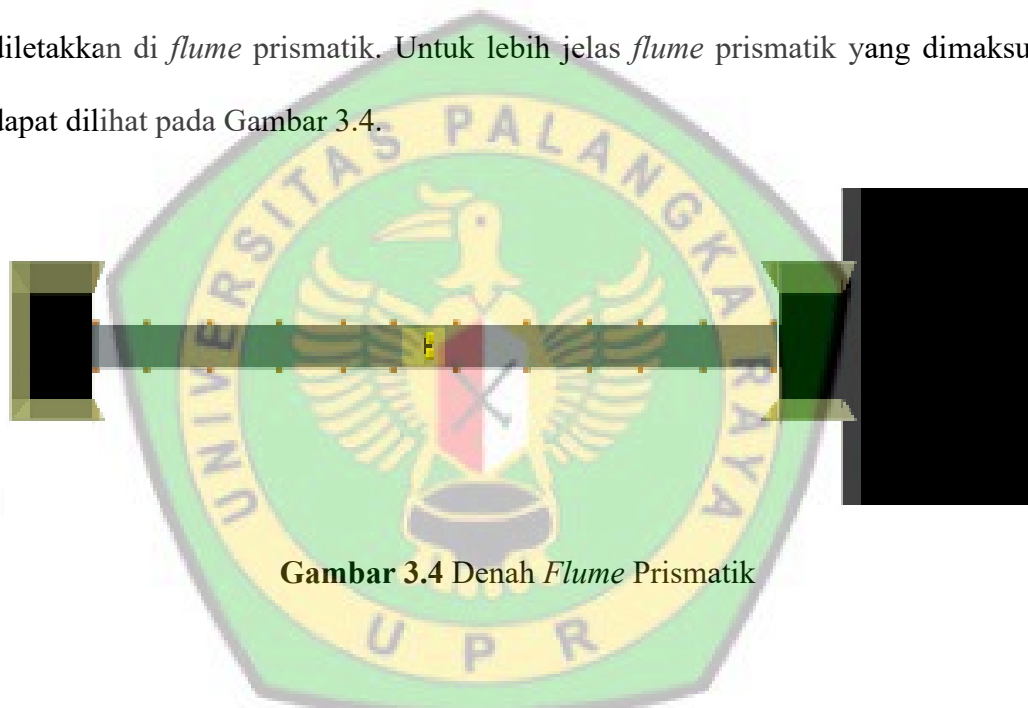 diletakkan di flume prismatik. Untuk lebih jelas flume prismatik yang dimaksu
dapat dilihat pada Gambar 3.4.
UNIVERSITAS PALANGKA RAYA
Gambar 3.4 Denah Flume Prismatik
U P R